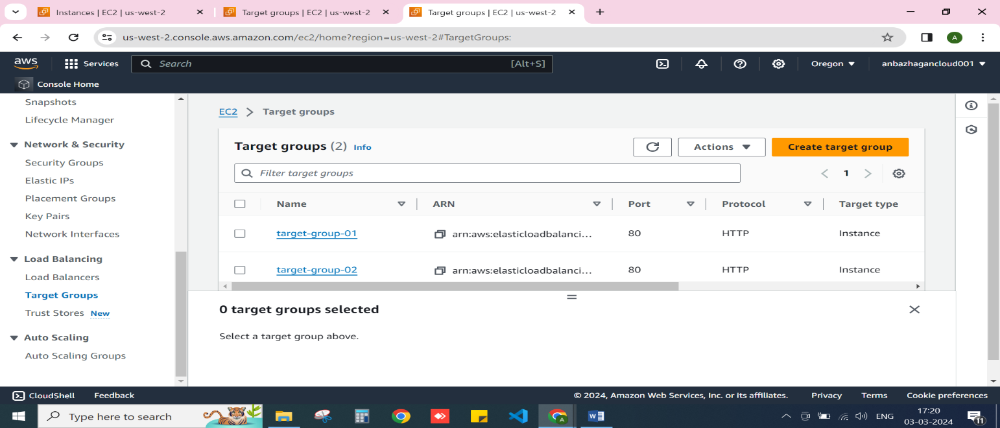 Instances | EC2 | us-west-2
Target groups | EC2 | us-west-2
Target groups | EC2 | us-west-2
us-west-2.console.aws.amazon.com/ec2/home?region=us-west-2#TargetGroups:
A
aws
Services
Search
[Alt+S]
Oregon
anbazhagancloud001
Console Home
Snapshots
Lifecycle Manager
Network & Security
Security Groups
Elastic IPs
Placement Groups
Key Pairs
Network Interfaces
Load Balancing
Load Balancers
Target Groups
Trust Stores New
Auto Scaling
Auto Scaling Groups
EC2 > Target groups
Target groups (2) Info
Actions
Create target group
Filter target groups
1
Name ARN Port Protocol Target type
target-group-01 arn:aws:elasticloadbalanci... 80 HTTP Instance
target-group-02 arn:aws:elasticloadbalanci... 80 HTTP Instance
0 target groups selected
Select a target group above.
CloudShell Feedback
© 2024, Amazon Web Services, Inc. or its affiliates. Privacy Terms Cookie preferences
Type here to search
ENG
17:20
03-03-2024
11